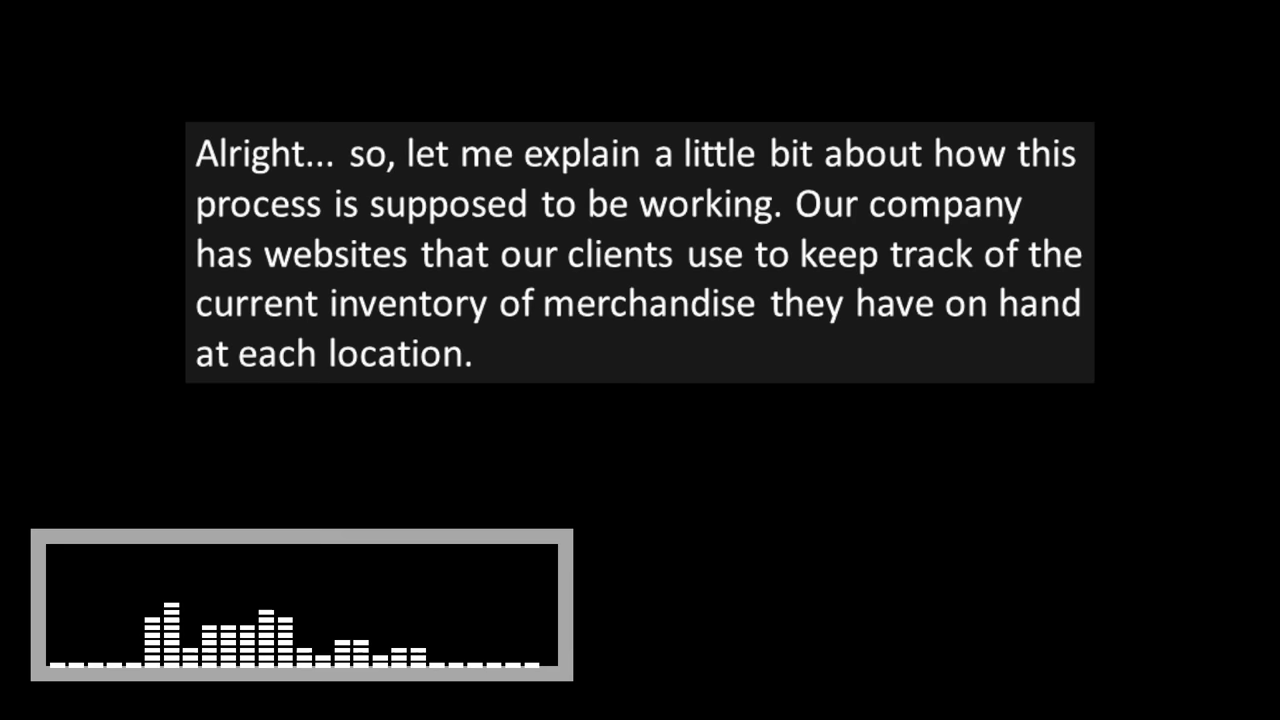 Alright... so, let me explain a little bit about how this
process is supposed to be working. Our company
has websites that our clients use to keep track of the
current inventory of merchandise they have on hand
at each location.